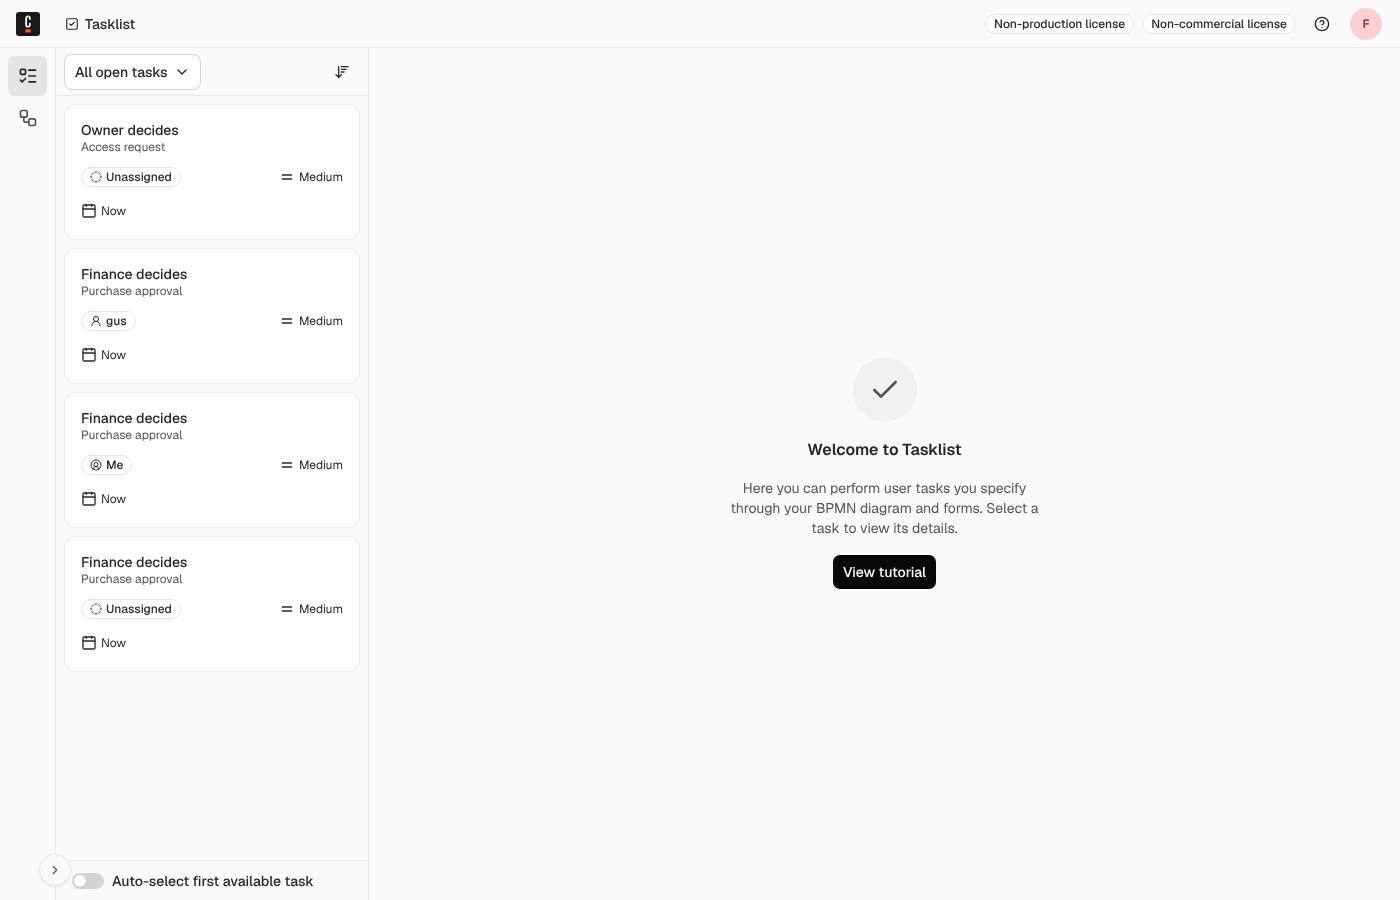 Tasklist
Non-production license
Non-commercial license
F
All open tasks
Owner decides
Access request
Unassigned
Medium
Now
Finance decides
Purchase approval
gus
Medium
Now
Finance decides
Purchase approval
Me
Medium
Now
Finance decides
Purchase approval
Unassigned
Medium
Now
Auto-select first available task
Welcome to Tasklist
Here you can perform user tasks you specify
through your BPMN diagram and forms. Select a
task to view its details.
View tutorial